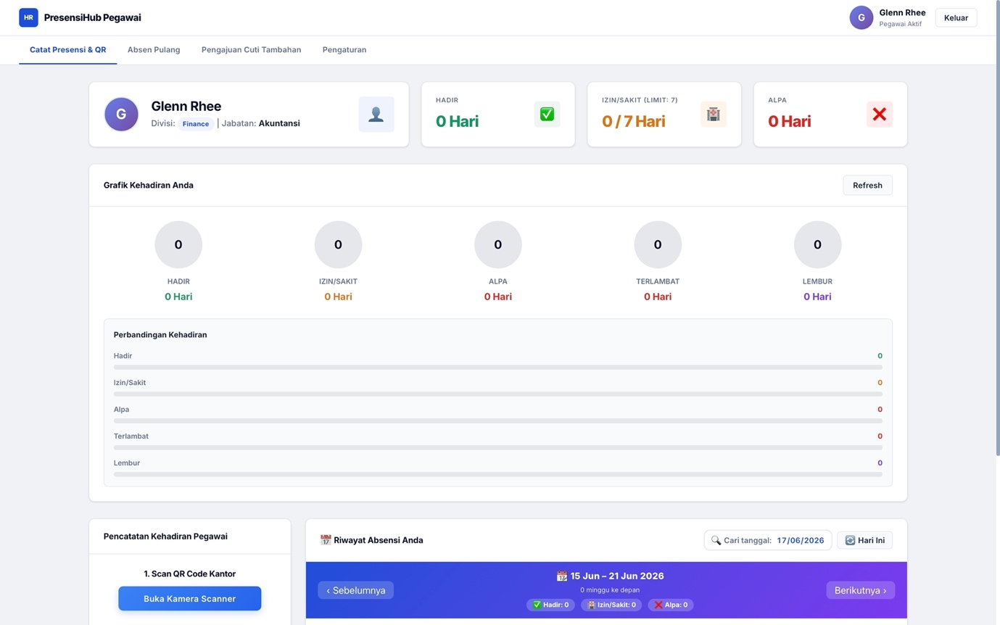 HR PresensiHub Pegawai
G Glenn Rhee
Pegawai Aktif
Keluar
Catat Presensi & QR Absen Pulang Pengajuan Cuti Tambahan Pengaturan
G
Glenn Rhee
Divisi: Finance | Jabatan: Akuntansi
HADIR
0 Hari
IZIN/SAKIT (LIMIT: 7)
0 / 7 Hari
ALPA
0 Hari
Grafik Kehadiran Anda
Refresh
0 0 0 0 0
HADIR IZIN/SAKIT ALPA TERLAMBAT LEMBUR
0 Hari 0 Hari 0 Hari 0 Hari 0 Hari
Perbandingan Kehadiran
Hadir 0
Izin/Sakit 0
Alpa 0
Terlambat 0
Lembur 0
Pencatatan Kehadiran Pegawai
1. Scan QR Code Kantor
Buka Kamera Scanner
Riwayat Absensi Anda
Cari tanggal: 17/06/2026
Hari Ini
‹ Sebelumnya
15 Jun – 21 Jun 2026
0 minggu ke depan
Hadir: 0 Izin/Sakit: 0 Alpa: 0
Berikutnya ›